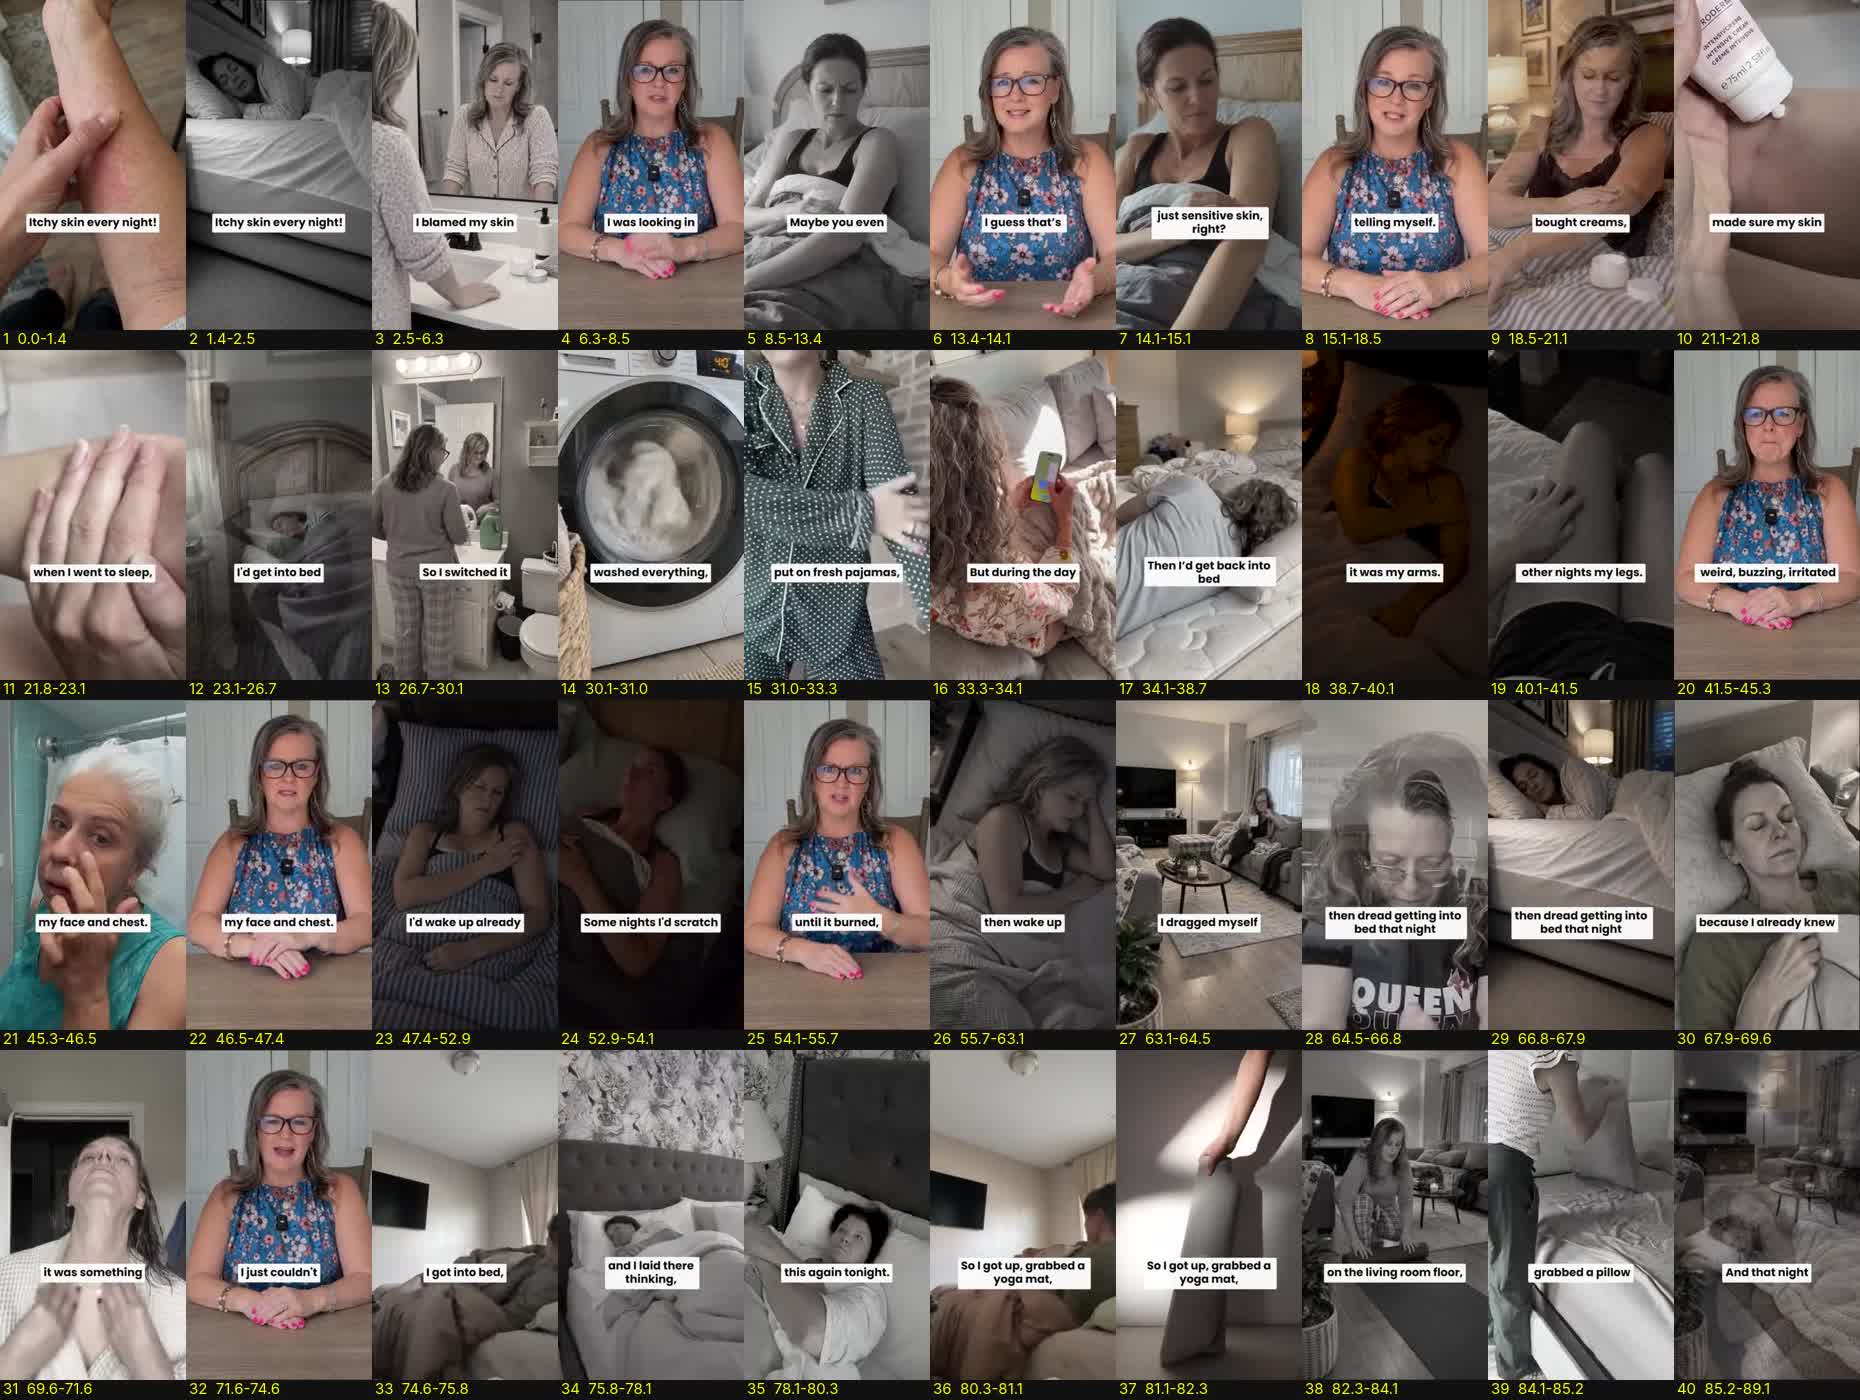 Itchy skin every night!
Itchy skin every night!
I blamed my skin
I was looking in
Maybe you even
I guess that's
just sensitive skin,
right?
telling myself.
bought creams,
INTENSIVCREME
INTENSIVE CREAM
CRÈME INTENSIVE
made sure my skin
1 0.0-1.4
2 1.4-2.5
3 2.5-6.3
4 6.3-8.5
5 8.5-13.4
6 13.4-14.1
7 14.1-15.1
8 15.1-18.5
9 18.5-21.1
10 21.1-21.8
when I went to sleep,
I'd get into bed
So I switched it
washed everything,
put on fresh pajamas,
But during the day
Then I'd get back into
bed
it was my arms.
other nights my legs.
weird, buzzing, irritated
11 21.8-23.1
12 23.1-26.7
13 26.7-30.1
14 30.1-31.0
15 31.0-33.3
16 33.3-34.1
17 34.1-38.7
18 38.7-40.1
19 40.1-41.5
20 41.5-45.3
my face and chest.
my face and chest.
I'd wake up already
Some nights I'd scratch
until it burned,
then wake up
I dragged myself
then dread getting into
bed that night
QUEEN
then dread getting into
bed that night
because I already knew
21 45.3-46.5
22 46.5-47.4
23 47.4-52.9
24 52.9-54.1
25 54.1-55.7
26 55.7-63.1
27 63.1-64.5
28 64.5-66.8
29 66.8-67.9
30 67.9-69.6
it was something
I just couldn't
I got into bed,
and I laid there
thinking,
this again tonight.
So I got up, grabbed a
yoga mat,
So I got up, grabbed a
yoga mat,
on the living room floor,
grabbed a pillow
And that night
31 69.6-71.6
32 71.6-74.6
33 74.6-75.8
34 75.8-78.1
35 78.1-80.3
36 80.3-81.1
37 81.1-82.3
38 82.3-84.1
39 84.1-85.2
40 85.2-89.1